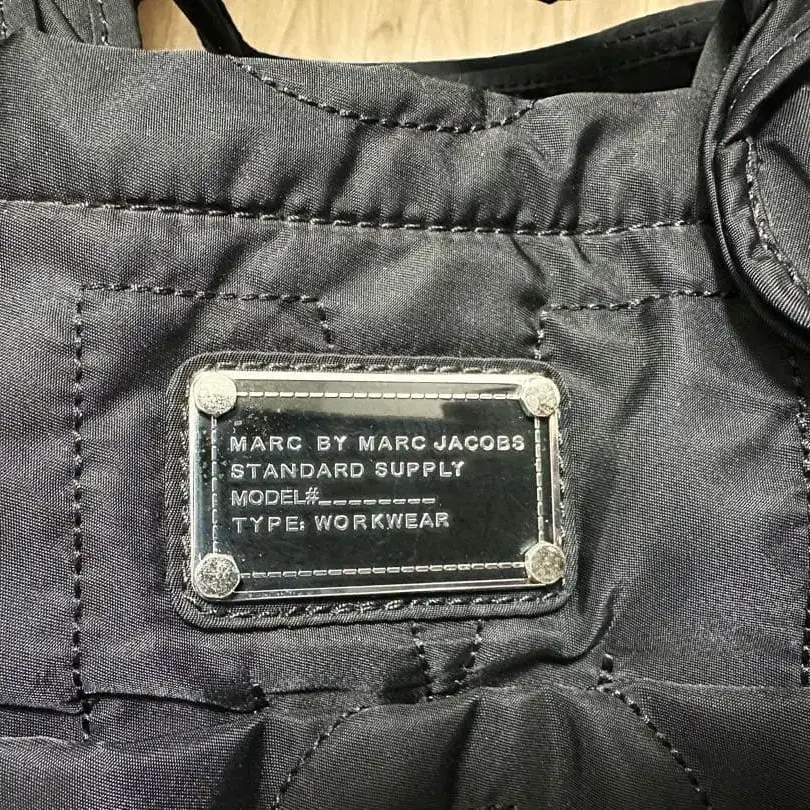 MARC BY MARC JACOBS
STANDARD SUPPLY
MODEL#________
TYPE: WORKWEAR